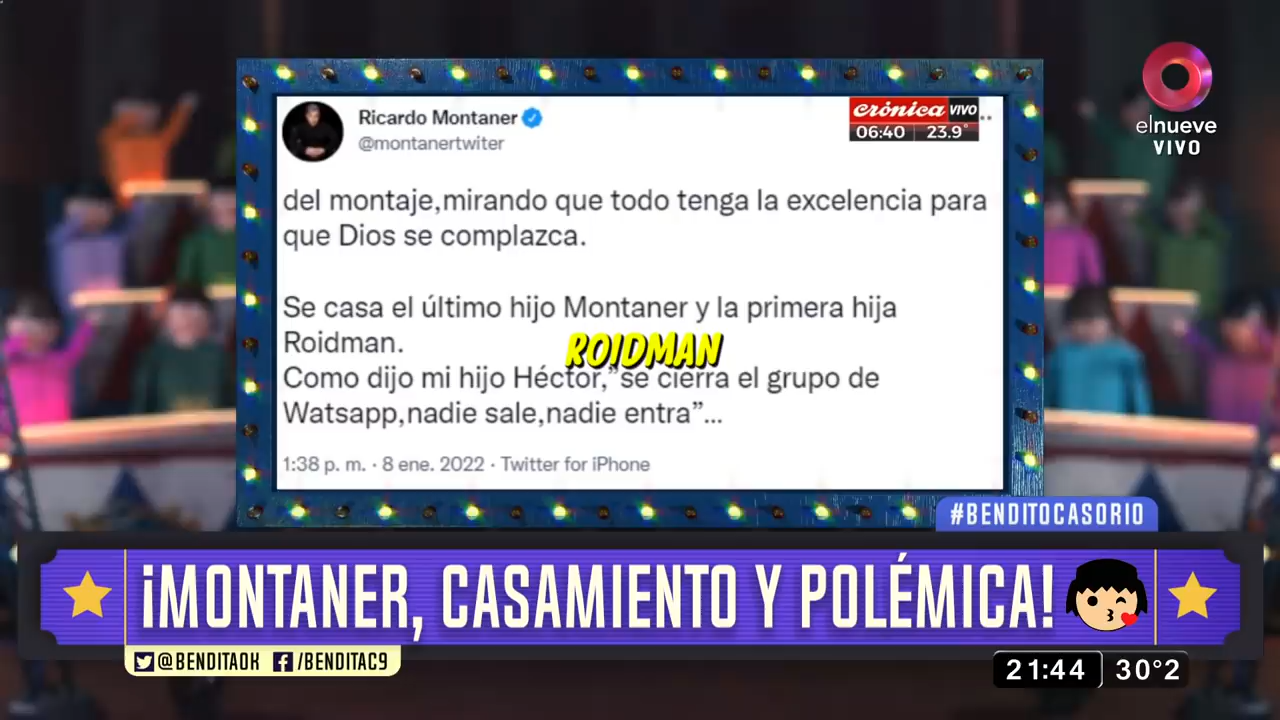 Ricardo Montaner
@montanertwiter
crónica VIVO
06:40 23.9°
elnueve
VIVO
del montaje,mirando que todo tenga la excelencia para
que Dios se complazca.
Se casa el último hijo Montaner y la primera hija
Roidman.
ROIDMAN
Como dijo mi hijo Héctor,"se cierra el grupo de
Watsapp,nadie sale,nadie entra”...
1:38 p. m. · 8 ene. 2022 · Twitter for iPhone
#BENDITOCASORIO
¡MONTANER, CASAMIENTO Y POLÉMICA!
@BENDITAOK /BENDITAC9
21:44 30°2